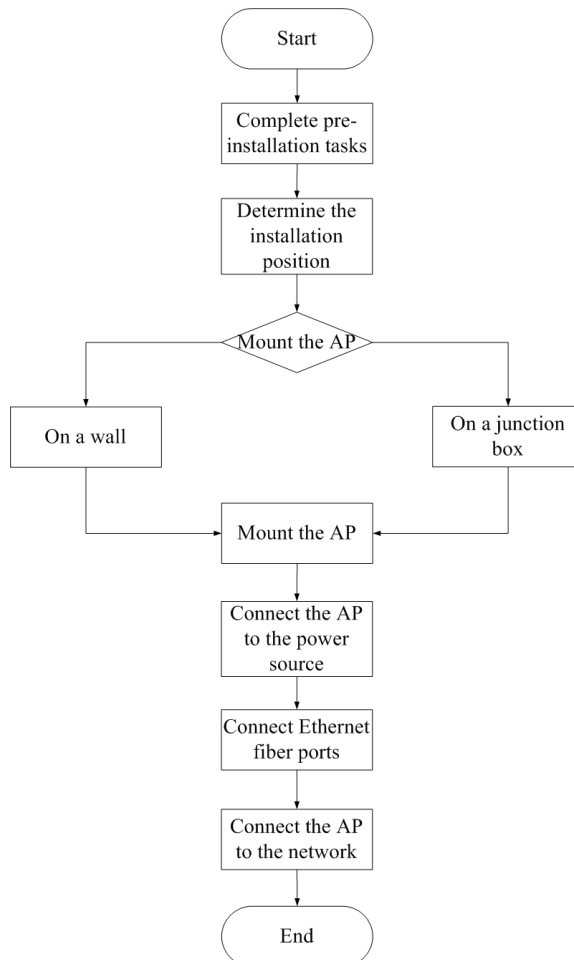 Start
Complete pre-
installation tasks
Determine the
installation
position
Mount the AP
On a wall
On a junction
box
Mount the AP
Connect the AP
to the power
source
Connect Ethernet
fiber ports
Connect the AP
to the network
End